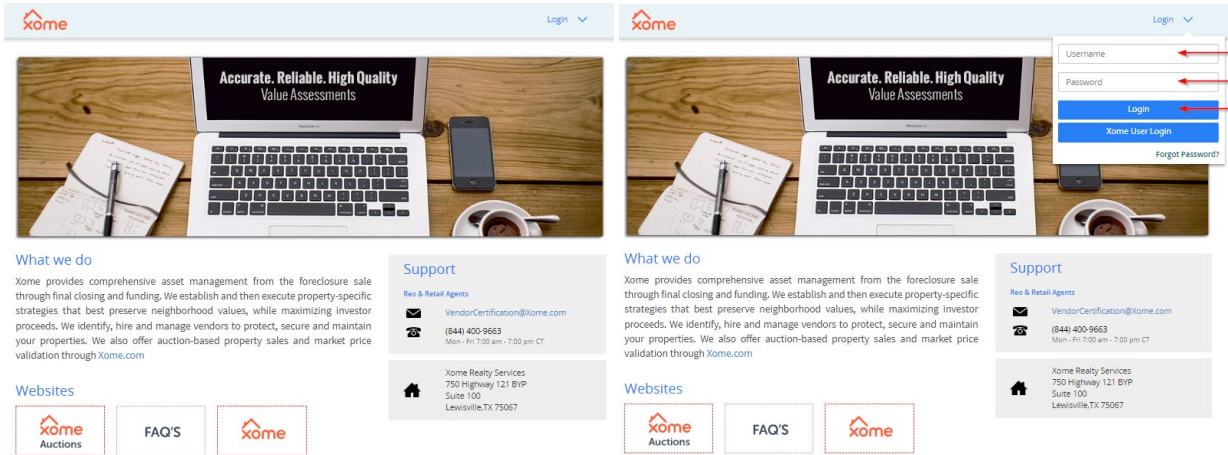 xome
Login
Accurate. Reliable. High Quality
Value Assessments
What we do
Xome provides comprehensive asset management from the foreclosure sale
through final closing and funding. We establish and then execute property-specific
strategies that best preserve neighborhood values, while maximizing investor
proceeds. We identify, hire and manage vendors to protect, secure and maintain
your properties. We also offer auction-based property sales and market price
validation through Xome.com
Support
Reo & Retail Agents
VendorCertification@Xome.com
(844) 400-9663
Mon - Fri 7:00 am - 7:00 pm CT
Xome Realty Services
750 Highway 121 BYP
Suite 100
Lewisville,TX 75067
Websites
xome
Auctions
FAQ'S
xome
xome
Login
Username
Password
Login
Xome User Login
Forgot Password?
Accurate. Reliable. High Quality
Value Assessments
What we do
Xome provides comprehensive asset management from the foreclosure sale
through final closing and funding. We establish and then execute property-specific
strategies that best preserve neighborhood values, while maximizing investor
proceeds. We identify, hire and manage vendors to protect, secure and maintain
your properties. We also offer auction-based property sales and market price
validation through Xome.com
Support
Reo & Retail Agents
VendorCertification@Xome.com
(844) 400-9663
Mon - Fri 7:00 am - 7:00 pm CT
Xome Realty Services
750 Highway 121 BYP
Suite 100
Lewisville,TX 75067
Websites
xome
Auctions
FAQ'S
xome